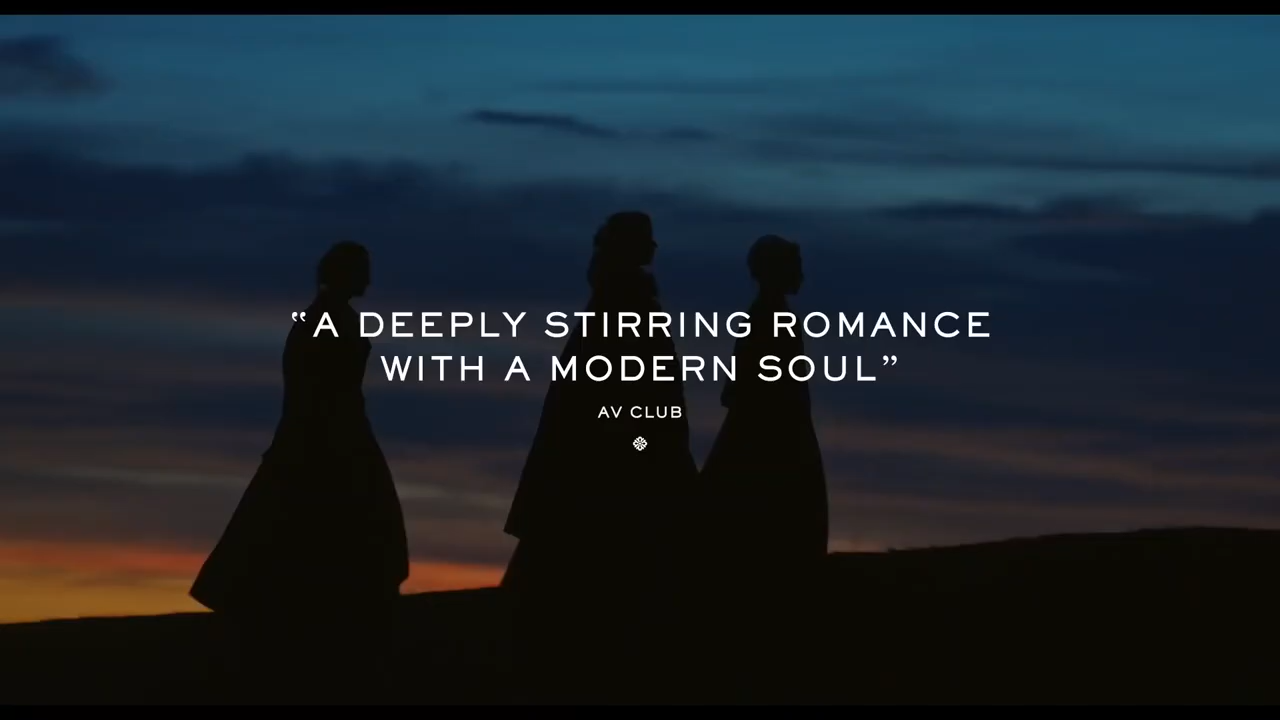 “A DEEPLY STIRRING ROMANCE
WITH A MODERN SOUL”
AV CLUB